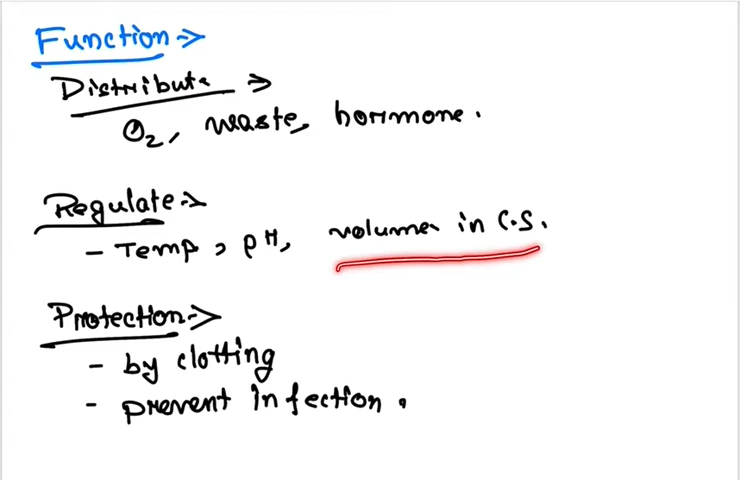 Function →
Distribute →
O₂, waste, hormone.
Regulate →
- Temp, pH, volume in C.S.
Protection →
- by clotting
- prevent infection.